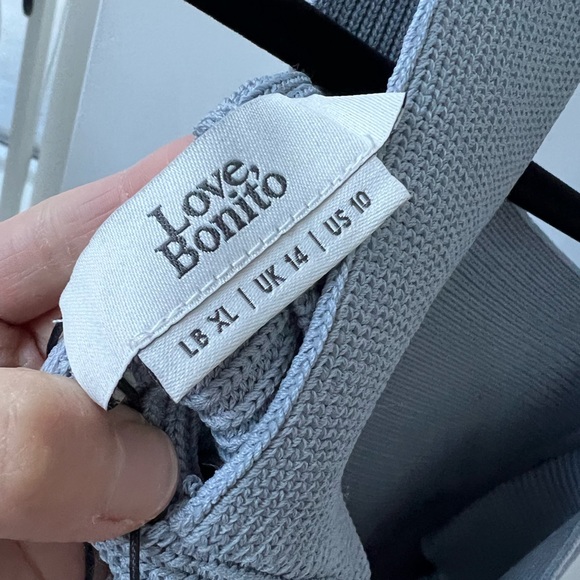 Love,
Bonito
LB XL | UK 14 | US 10